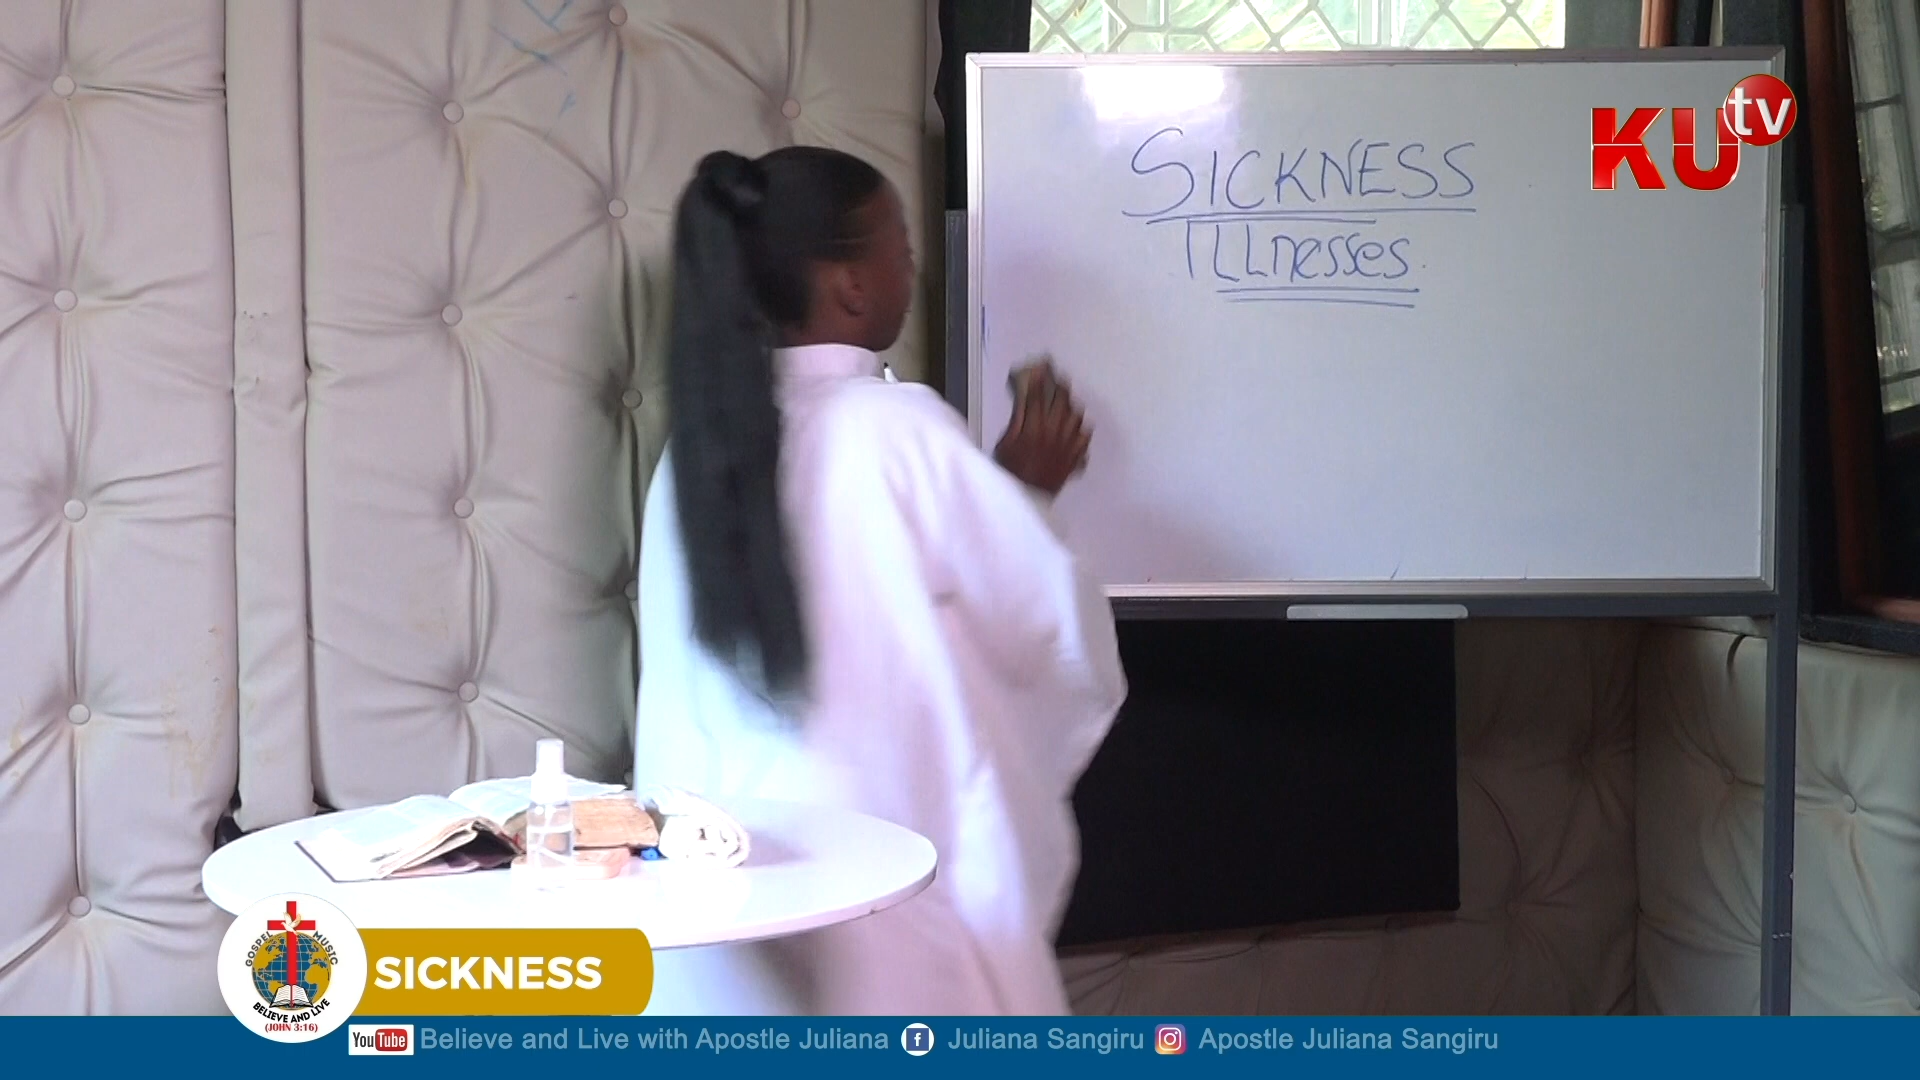 KU tv
SICKNESS
ILLnesses.
GOSPEL MUSIC
BELIEVE AND LIVE
(JOHN 3:16)
SICKNESS
YouTube Believe and Live with Apostle Juliana f Juliana Sangiru Apostle Juliana Sangiru